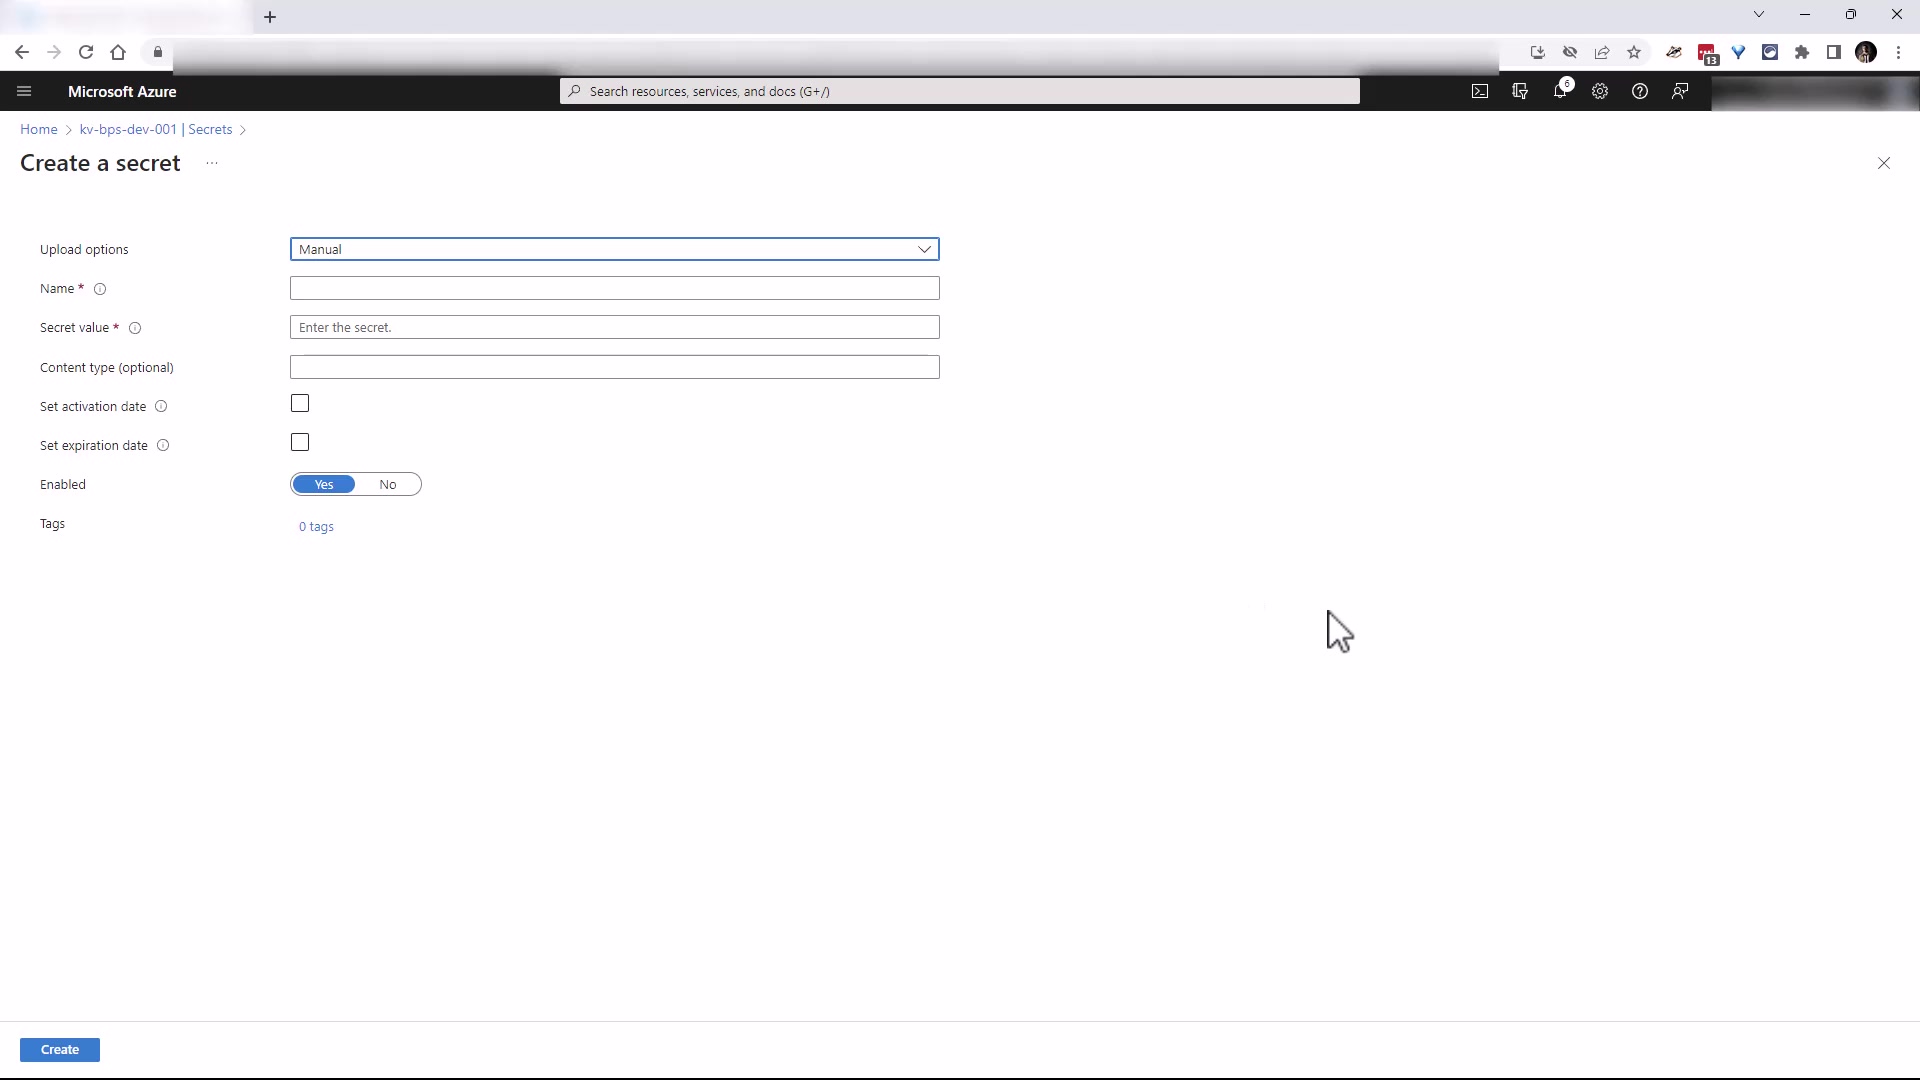 13
Microsoft Azure
Search resources, services, and docs (G+/)
6
Home > kv-bps-dev-001 | Secrets >
Create a secret ...
Upload options
Manual
Name *
Secret value *
Enter the secret.
Content type (optional)
Set activation date
Set expiration date
Enabled
Yes No
Tags
0 tags
Create